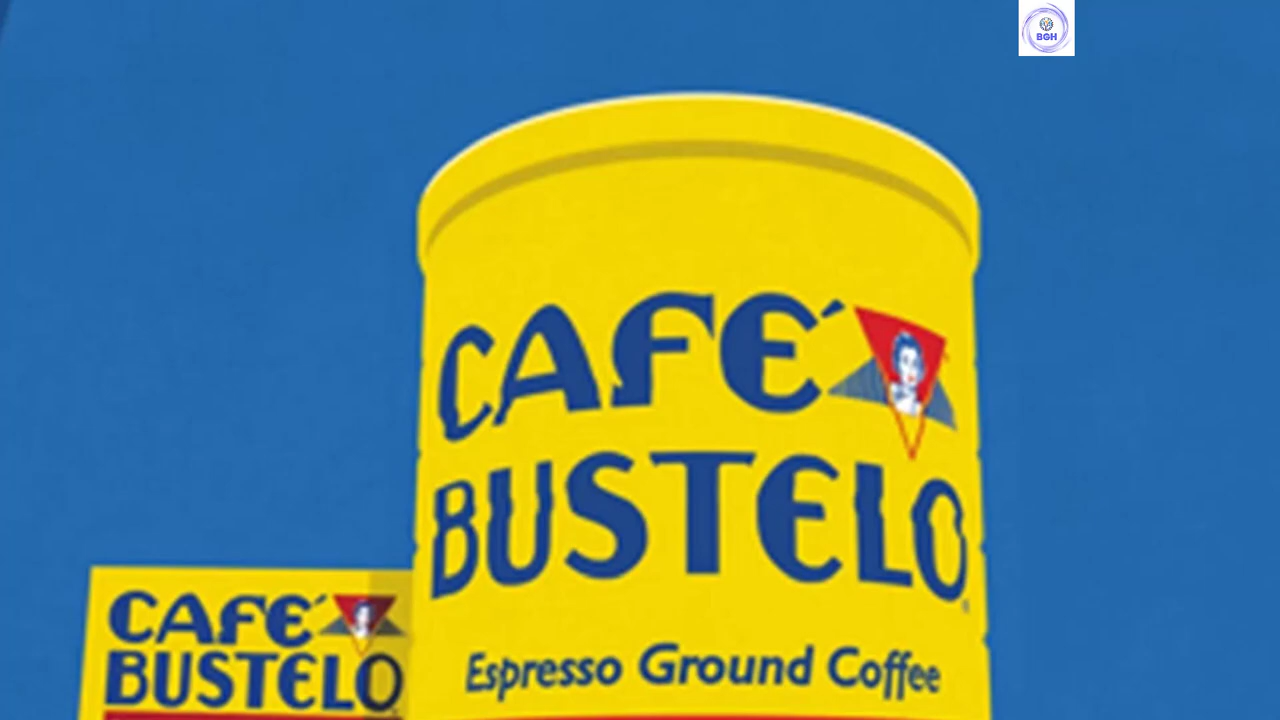 BGH
CAFÉ
BUSTELO
Espresso Ground Coffee
CAFÉ
BUSTELO